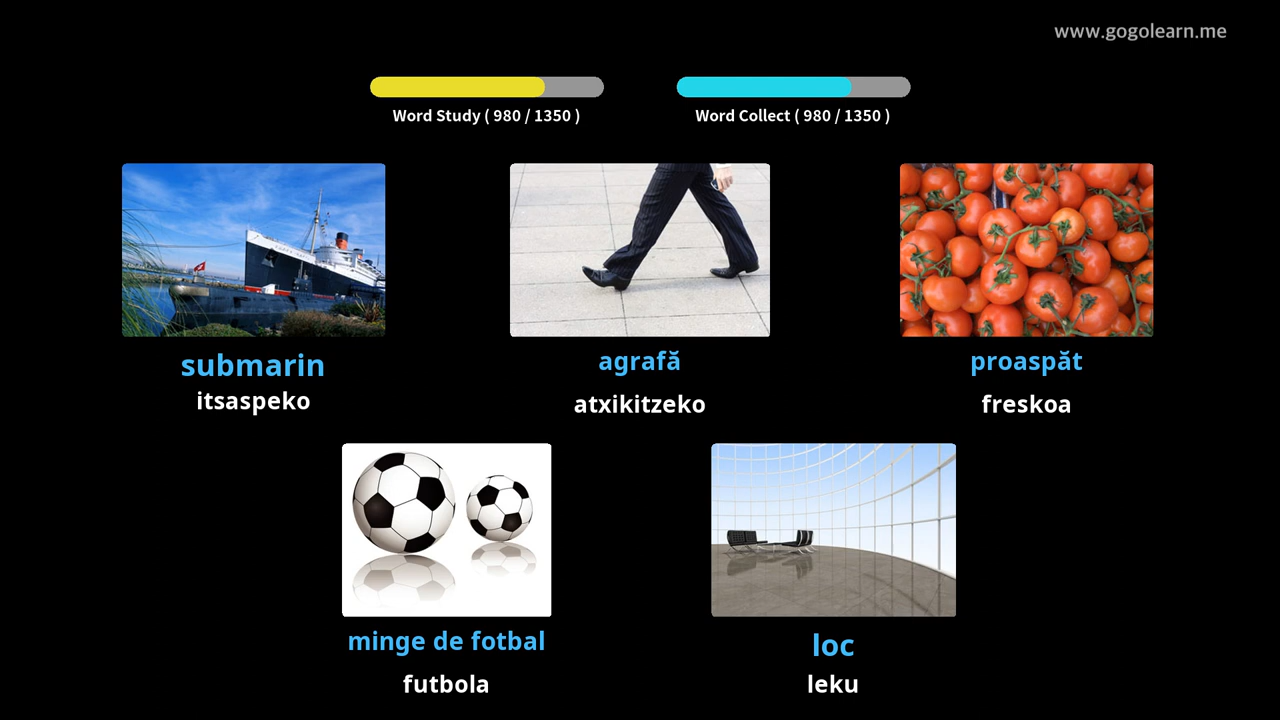 www.gogolearn.me
Word Study ( 980 / 1350 )
Word Collect ( 980 / 1350 )
submarin
itsaspeko
agrafă
atxikitzeko
proaspăt
freskoa
minge de fotbal
futbola
loc
leku